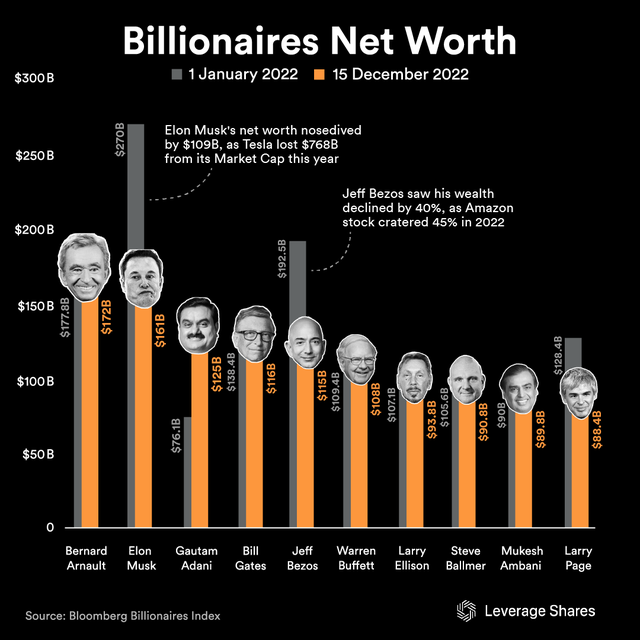 Billionaires Net Worth
1 January 2022
15 December 2022
$300 B
$250 B
$200 B
$150 B
$100 B
$50 B
0
Elon Musk's net worth nosedived
by $109B, as Tesla lost $768B
from its Market Cap this year
Jeff Bezos saw his wealth
declined by 40%, as Amazon
stock cratered 45% in 2022
$177.8B
$172B
$270B
$161B
$76.1B
$125B
$138.4B
$116B
$192.5B
$115B
$109.4B
$108B
$107.1B
$93.8B
$105.6B
$90.8B
$90B
$89.8B
$128.4B
$88.4B
Bernard
Arnault
Elon
Musk
Gautam
Adani
Bill
Gates
Jeff
Bezos
Warren
Buffett
Larry
Ellison
Steve
Ballmer
Mukesh
Ambani
Larry
Page
Source: Bloomberg Billionaires Index
Leverage Shares